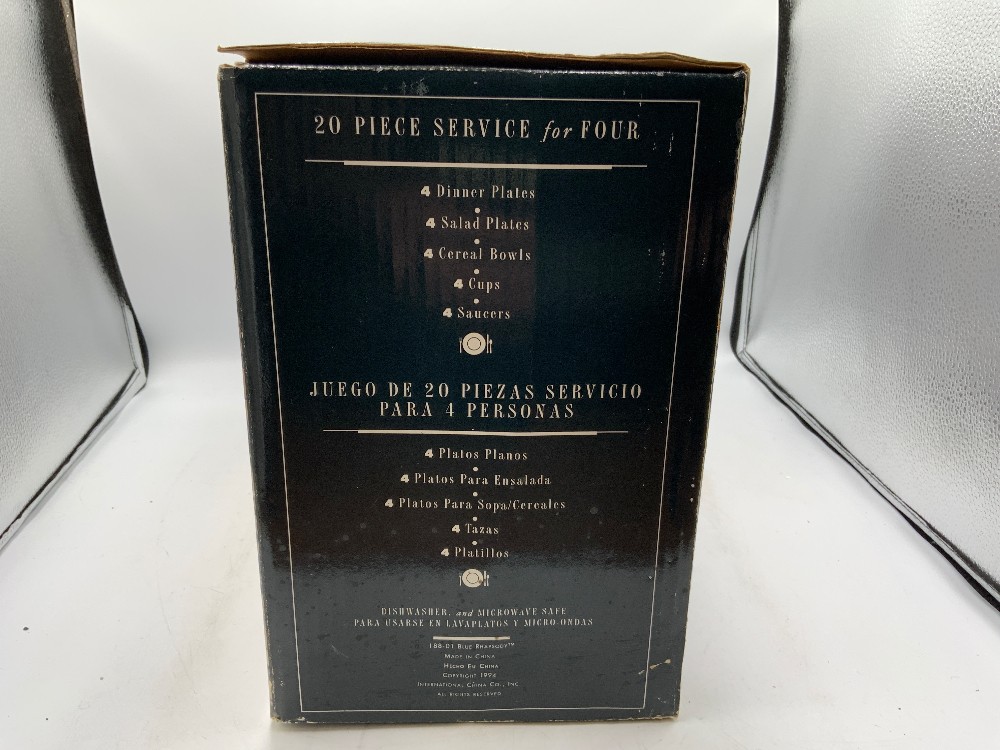 20 PIECE SERVICE for FOUR
4 Dinner Plates
4 Salad Plates
4 Cereal Bowls
4 Cups
4 Saucers
JUEGO DE 20 PIEZAS SERVICIO
PARA 4 PERSONAS
4 Platos Planos
4 Platos Para Ensalada
4 Platos Para Sopa/Cereales
4 Tazas
4 Platillos
DISHWASHER, and MICROWAVE SAFE
PARA USARSE EN LAVAPLATOS Y MICRO-ONDAS
188-01 BLUE RHAPSODY™
MADE IN CHINA
HECHO EN CHINA
COPYRIGHT 1994
INTERNATIONAL CHINA CO., INC
ALL RIGHTS RESERVED